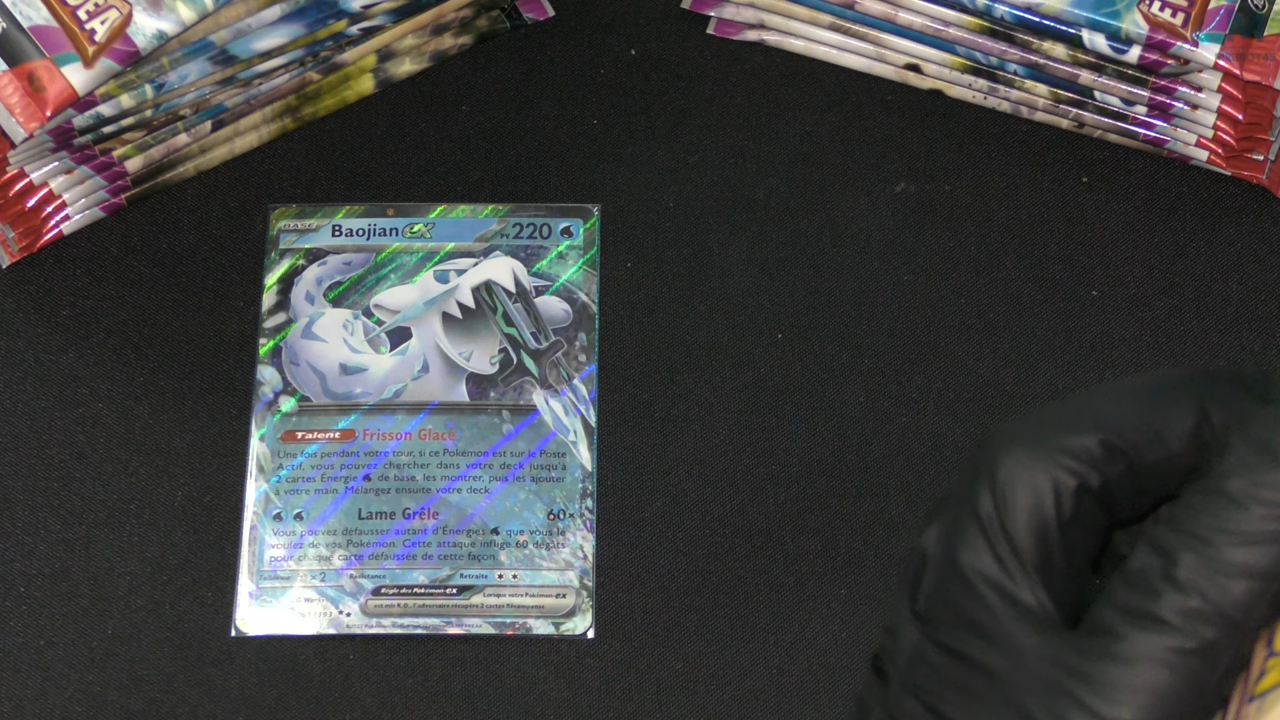 BASE Baojian ex PV 220
Talent Frisson Glacé
Une fois pendant votre tour, si ce Pokémon est sur le Poste
Actif, vous pouvez chercher dans votre deck jusqu'à
2 cartes Énergie de base, les montrer, puis les ajouter
à votre main. Mélangez ensuite votre deck.
Lame Grêle 60×
Vous pouvez défausser autant d'Énergies que vous le
voulez de vos Pokémon. Cette attaque inflige 60 dégâts
pour chaque carte défaussée de cette façon.
×2 Résistance Retraite
Règle des Pokémon-ex Lorsque votre Pokémon-ex
est mis K.O., l'adversaire récupère 2 cartes Récompense.
/193